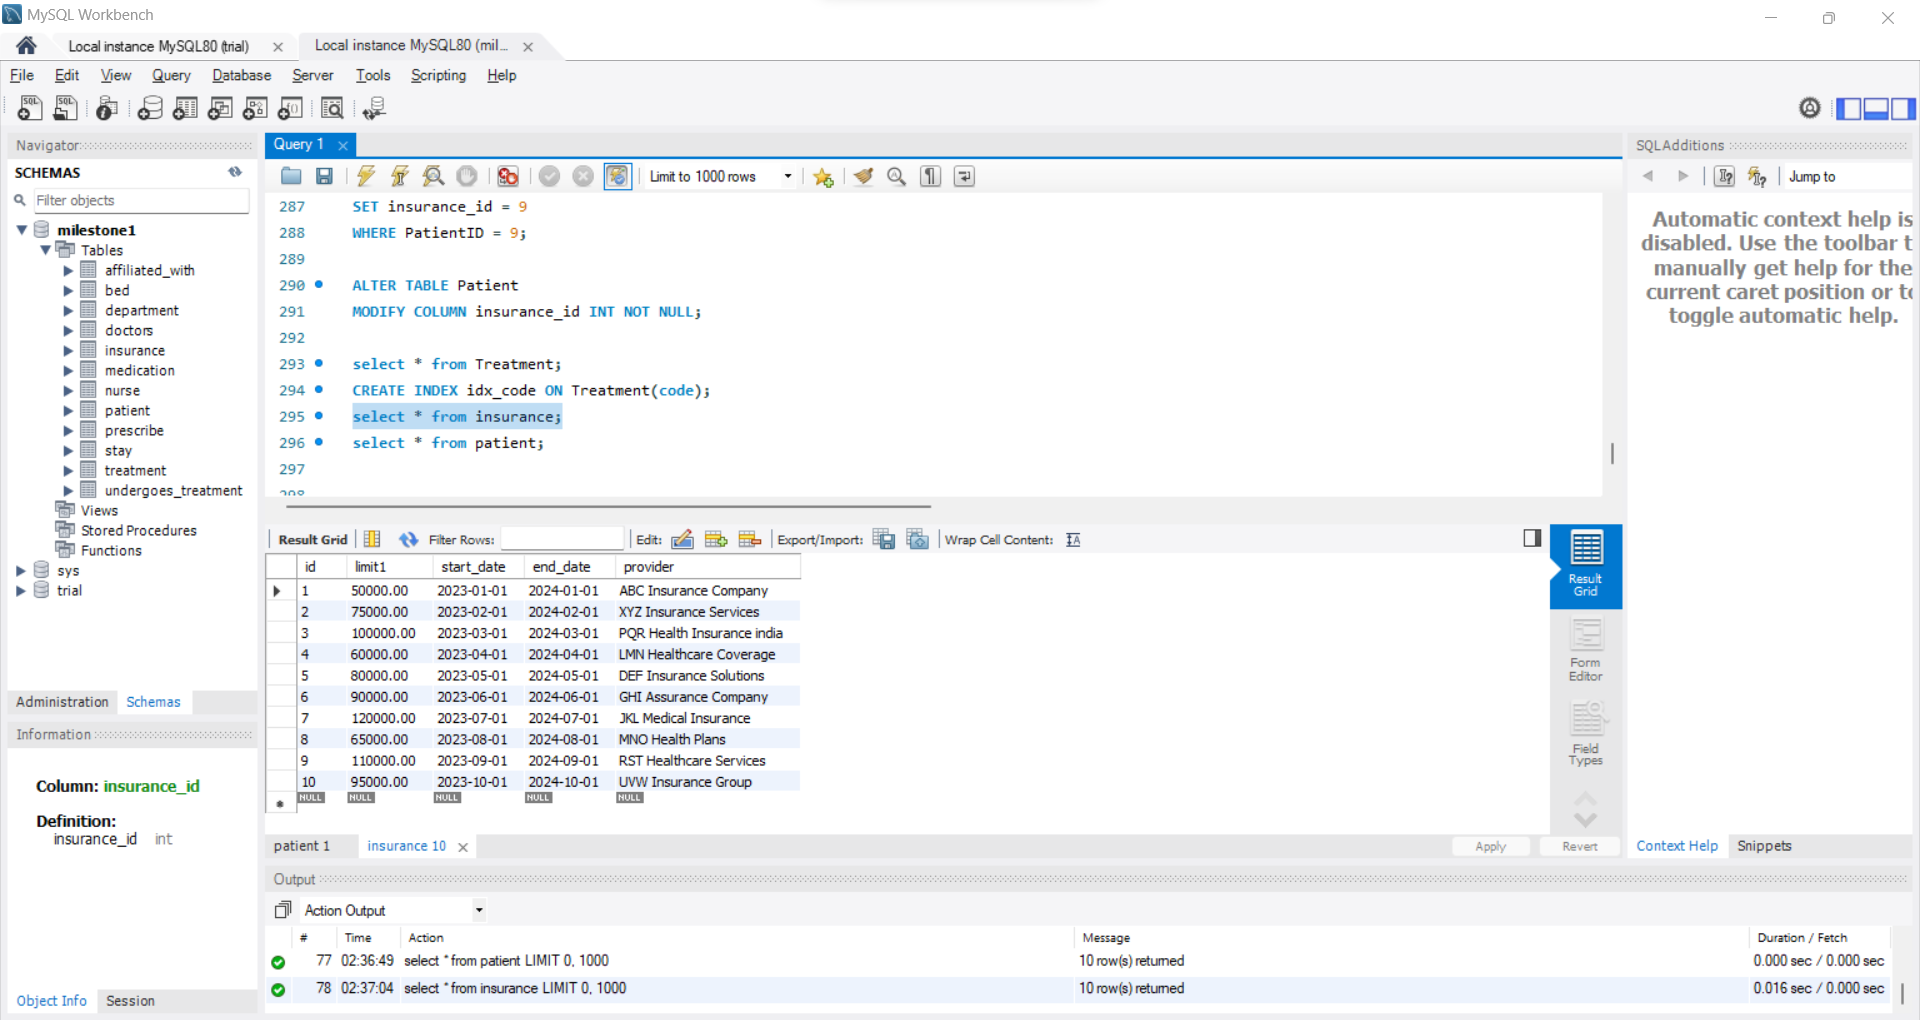 MySQL Workbench
Local instance MySQL80 (trial)
Local instance MySQL80 (mil...
File Edit View Query Database Server Tools Scripting Help
Navigator
SCHEMAS
Filter objects
milestone1
Tables
affiliated_with
bed
department
doctors
insurance
medication
nurse
patient
prescribe
stay
treatment
undergoes_treatment
Views
Stored Procedures
Functions
sys
trial
Administration Schemas
Information
Column: insurance_id
Definition:
insurance_id int
Object Info Session
Query 1
Limit to 1000 rows
287 SET insurance_id = 9
288 WHERE PatientID = 9;
289
290 ALTER TABLE Patient
291 MODIFY COLUMN insurance_id INT NOT NULL;
292
293 select * from Treatment;
294 CREATE INDEX idx_code ON Treatment(code);
295 select * from insurance;
296 select * from patient;
297
298
Result Grid Filter Rows: Edit: Export/Import: Wrap Cell Content:
id limit1 start_date end_date provider
1 50000.00 2023-01-01 2024-01-01 ABC Insurance Company
2 75000.00 2023-02-01 2024-02-01 XYZ Insurance Services
3 100000.00 2023-03-01 2024-03-01 PQR Health Insurance india
4 60000.00 2023-04-01 2024-04-01 LMN Healthcare Coverage
5 80000.00 2023-05-01 2024-05-01 DEF Insurance Solutions
6 90000.00 2023-06-01 2024-06-01 GHI Assurance Company
7 120000.00 2023-07-01 2024-07-01 JKL Medical Insurance
8 65000.00 2023-08-01 2024-08-01 MNO Health Plans
9 110000.00 2023-09-01 2024-09-01 RST Healthcare Services
10 95000.00 2023-10-01 2024-10-01 UVW Insurance Group
NULL NULL NULL NULL NULL
Result
Grid
Form
Editor
Field
Types
patient 1 insurance 10
Apply Revert
Output
Action Output
# Time Action Message Duration / Fetch
77 02:36:49 select * from patient LIMIT 0, 1000 10 row(s) returned 0.000 sec / 0.000 sec
78 02:37:04 select * from insurance LIMIT 0, 1000 10 row(s) returned 0.016 sec / 0.000 sec
SQLAdditions
Jump to
Automatic context help is
disabled. Use the toolbar t
manually get help for the
current caret position or to
toggle automatic help.
Context Help Snippets